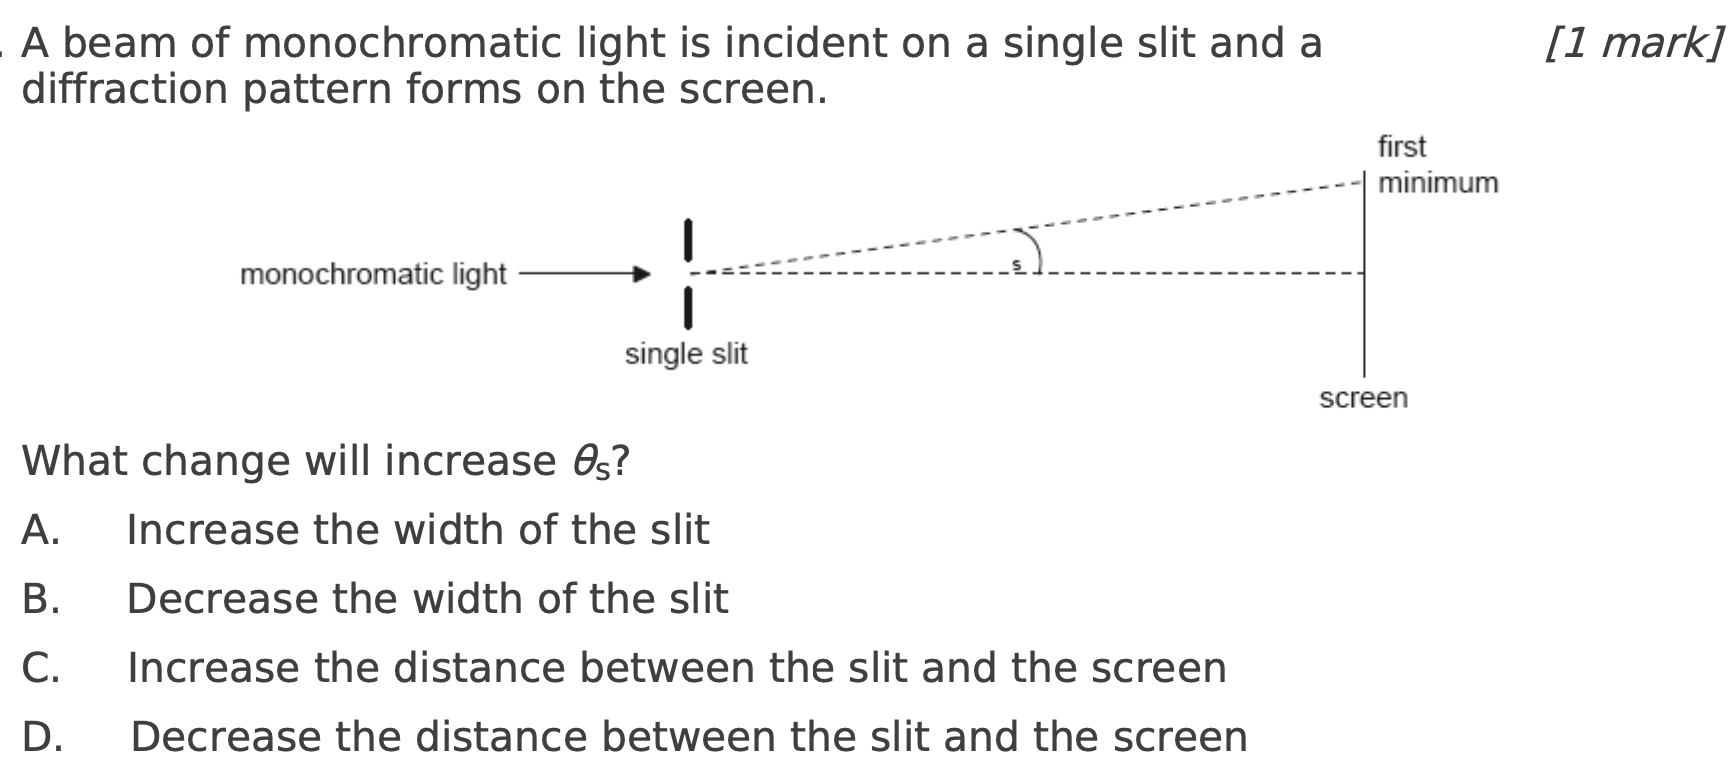 . A beam of monochromatic light is incident on a single slit and a [1 mark]
diffraction pattern forms on the screen.
first
minimum
monochromatic light
s
single slit
screen
What change will increase θs?
A. Increase the width of the slit
B. Decrease the width of the slit
C. Increase the distance between the slit and the screen
D. Decrease the distance between the slit and the screen